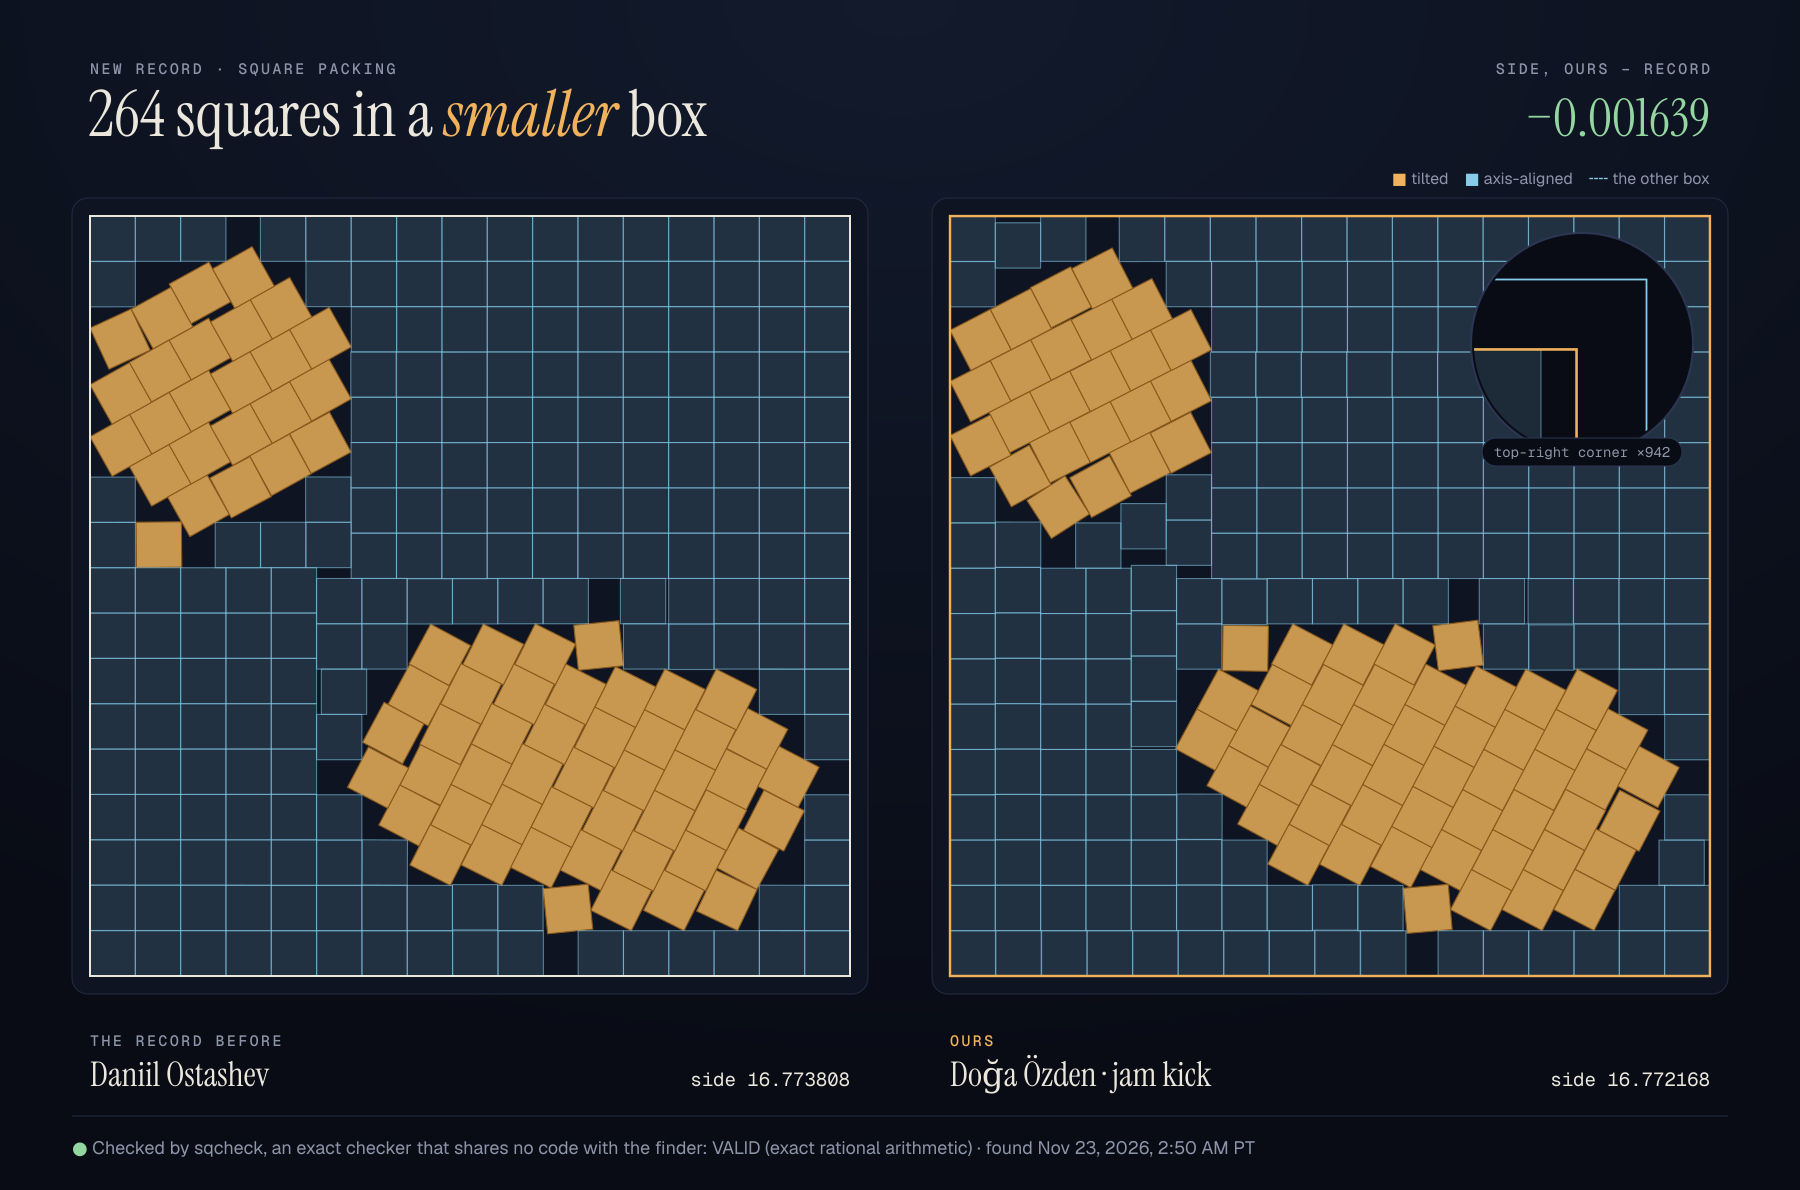 NEW RECORD · SQUARE PACKING
264 squares in a smaller box
SIDE, OURS – RECORD
−0.001639
tilted axis-aligned the other box
top-right corner ×942
THE RECORD BEFORE
Daniil Ostashev
side 16.773808
OURS
Doğa Özden · jam kick
side 16.772168
Checked by sqcheck, an exact checker that shares no code with the finder: VALID (exact rational arithmetic) · found Nov 23, 2026, 2:50 AM PT